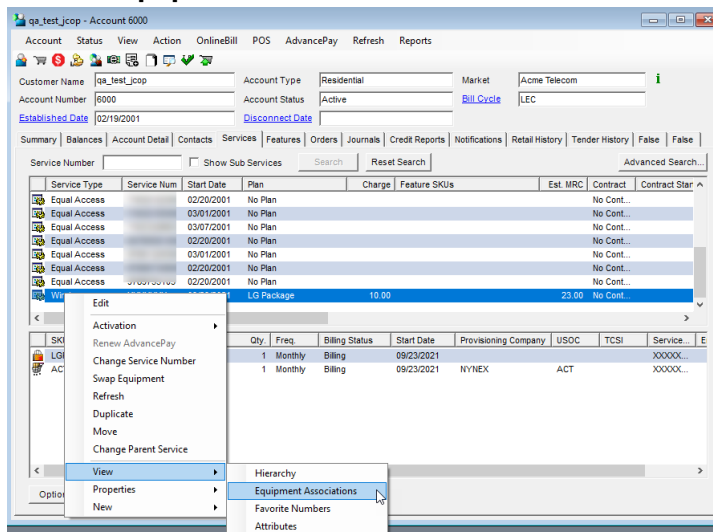 qa_test_jcop - Account 6000
Account Status View Action OnlineBill POS AdvancePay Refresh Reports
Customer Name qa_test_jcop Account Type Residential Market Acme Telecom i
Account Number 6000 Account Status Active Bill Cycle LEC
Established Date 02/19/2001 Disconnect Date
Summary Balances Account Detail Contacts Services Features Orders Journals Credit Reports Notifications Retail History Tender History False False
Service Number Show Sub Services Search Reset Search Advanced Search...
Service Type Service Num Start Date Plan Charge Feature SKUs Est. MRC Contract Contract Star
Equal Access 02/20/2001 No Plan No Cont...
Equal Access 03/01/2001 No Plan No Cont...
Equal Access 03/07/2001 No Plan No Cont...
Equal Access 02/20/2001 No Plan No Cont...
Equal Access 03/01/2001 No Plan No Cont...
Equal Access 02/20/2001 No Plan No Cont...
Equal Access 02/20/2001 No Plan No Cont...
LG Package 10.00 23.00 No Cont...
Edit
Activation
Renew AdvancePay
Change Service Number
Swap Equipment
Refresh
Duplicate
Move
Change Parent Service
View
Properties
New
Qty. Freq. Billing Status Start Date Provisioning Company USOC TCSI Service... E
1 Monthly Billing 09/23/2021 XXXXX...
1 Monthly Billing 09/23/2021 NYNEX ACT XXXXX...
Hierarchy
Equipment Associations
Favorite Numbers
Attributes